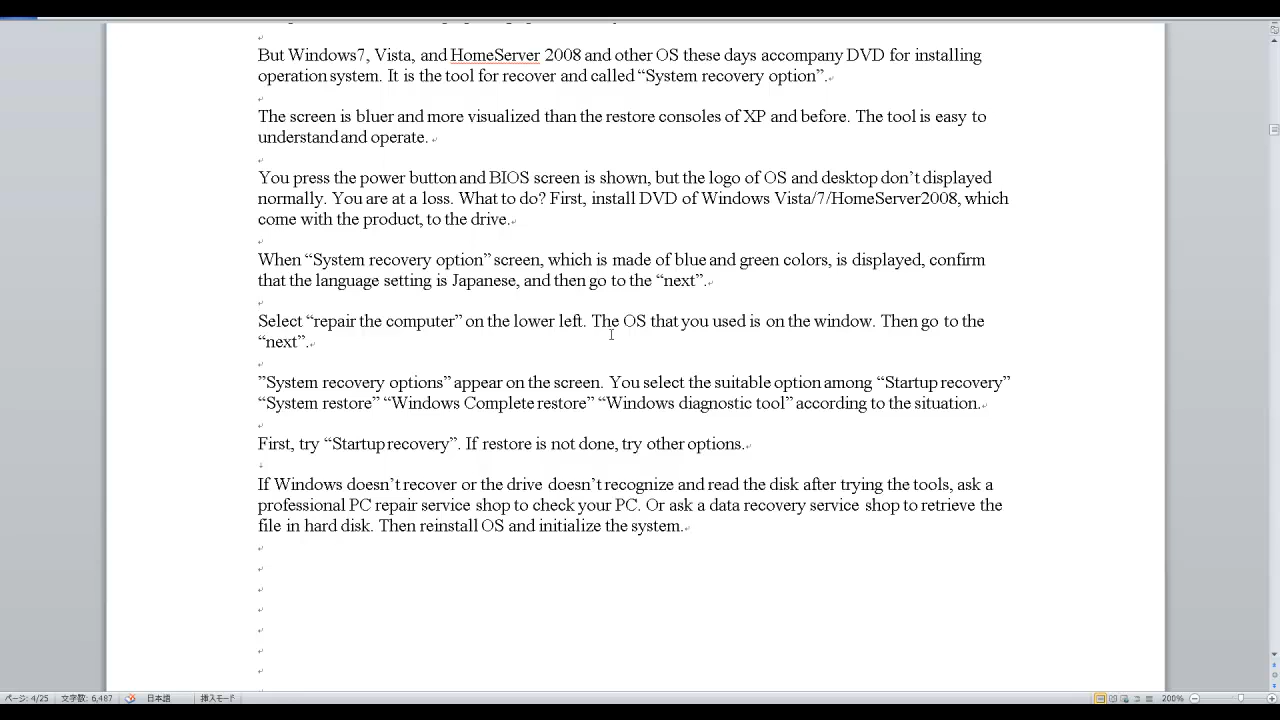 But Windows7, Vista, and HomeServer 2008 and other OS these days accompany DVD for installing
operation system. It is the tool for recover and called “System recovery option”.
The screen is bluer and more visualized than the restore consoles of XP and before. The tool is easy to
understand and operate.
You press the power button and BIOS screen is shown, but the logo of OS and desktop don’t displayed
normally. You are at a loss. What to do? First, install DVD of Windows Vista/7/HomeServer2008, which
come with the product, to the drive.
When “System recovery option” screen, which is made of blue and green colors, is displayed, confirm
that the language setting is Japanese, and then go to the “next”.
Select “repair the computer” on the lower left. The OS that you used is on the window. Then go to the
“next”.
”System recovery options” appear on the screen. You select the suitable option among “Startup recovery”
“System restore” “Windows Complete restore” “Windows diagnostic tool” according to the situation.
First, try “Startup recovery”. If restore is not done, try other options.
If Windows doesn’t recover or the drive doesn’t recognize and read the disk after trying the tools, ask a
professional PC repair service shop to check your PC. Or ask a data recovery service shop to retrieve the
file in hard disk. Then reinstall OS and initialize the system.
ページ: 4/25 文字数: 6,487 日本語 挿入モード 200%